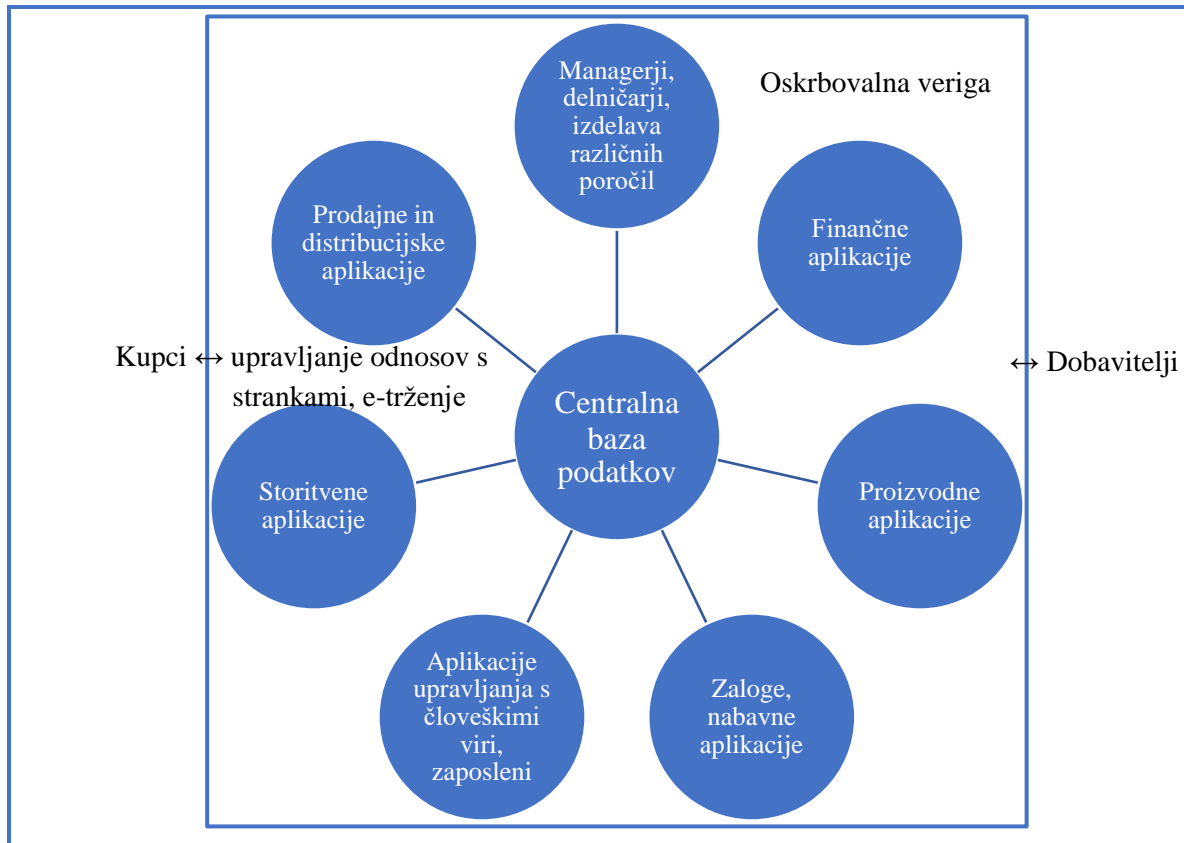 Managerji,
delničarji,
izdelava
različnih
poročil
Oskrbovalna veriga
Prodajne in
distribucijske
aplikacije
Finančne
aplikacije
Kupci ↔ upravljanje odnosov s
strankami, e-trženje
↔ Dobavitelji
Centralna
baza
podatkov
Storitvene
aplikacije
Proizvodne
aplikacije
Aplikacije
upravljanja s
človeškimi
viri,
zaposleni
Zaloge,
nabavne
aplikacije